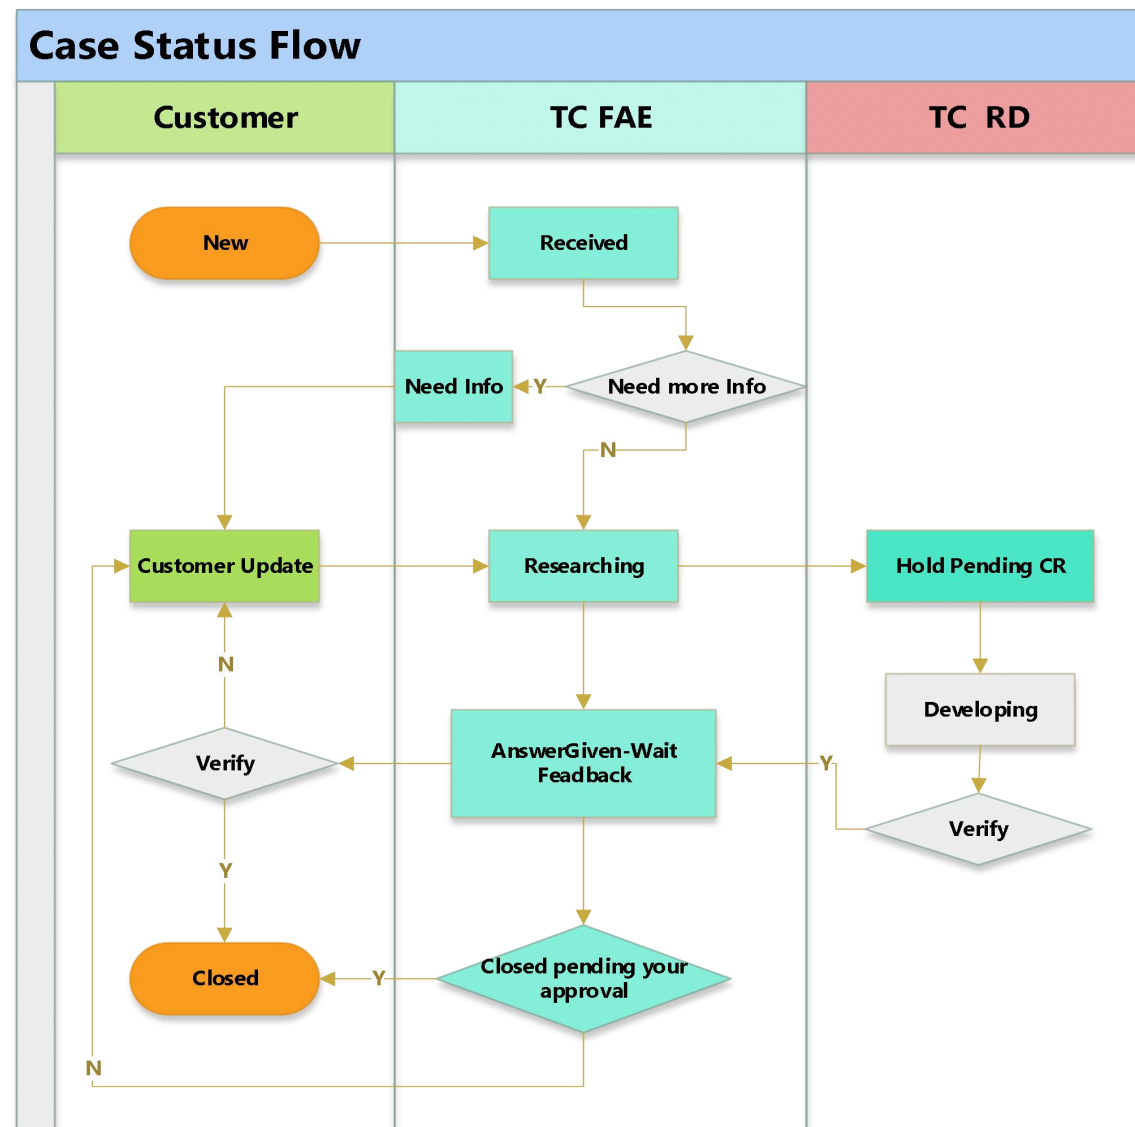 Case Status Flow
Customer
TC FAE
TC RD
New
Received
Need Info
Y
Need more Info
N
Customer Update
Researching
Hold Pending CR
N
Developing
Verify
AnswerGiven-Wait
Feadback
Y
Verify
Y
Closed
Y
Closed pending your
approval
N